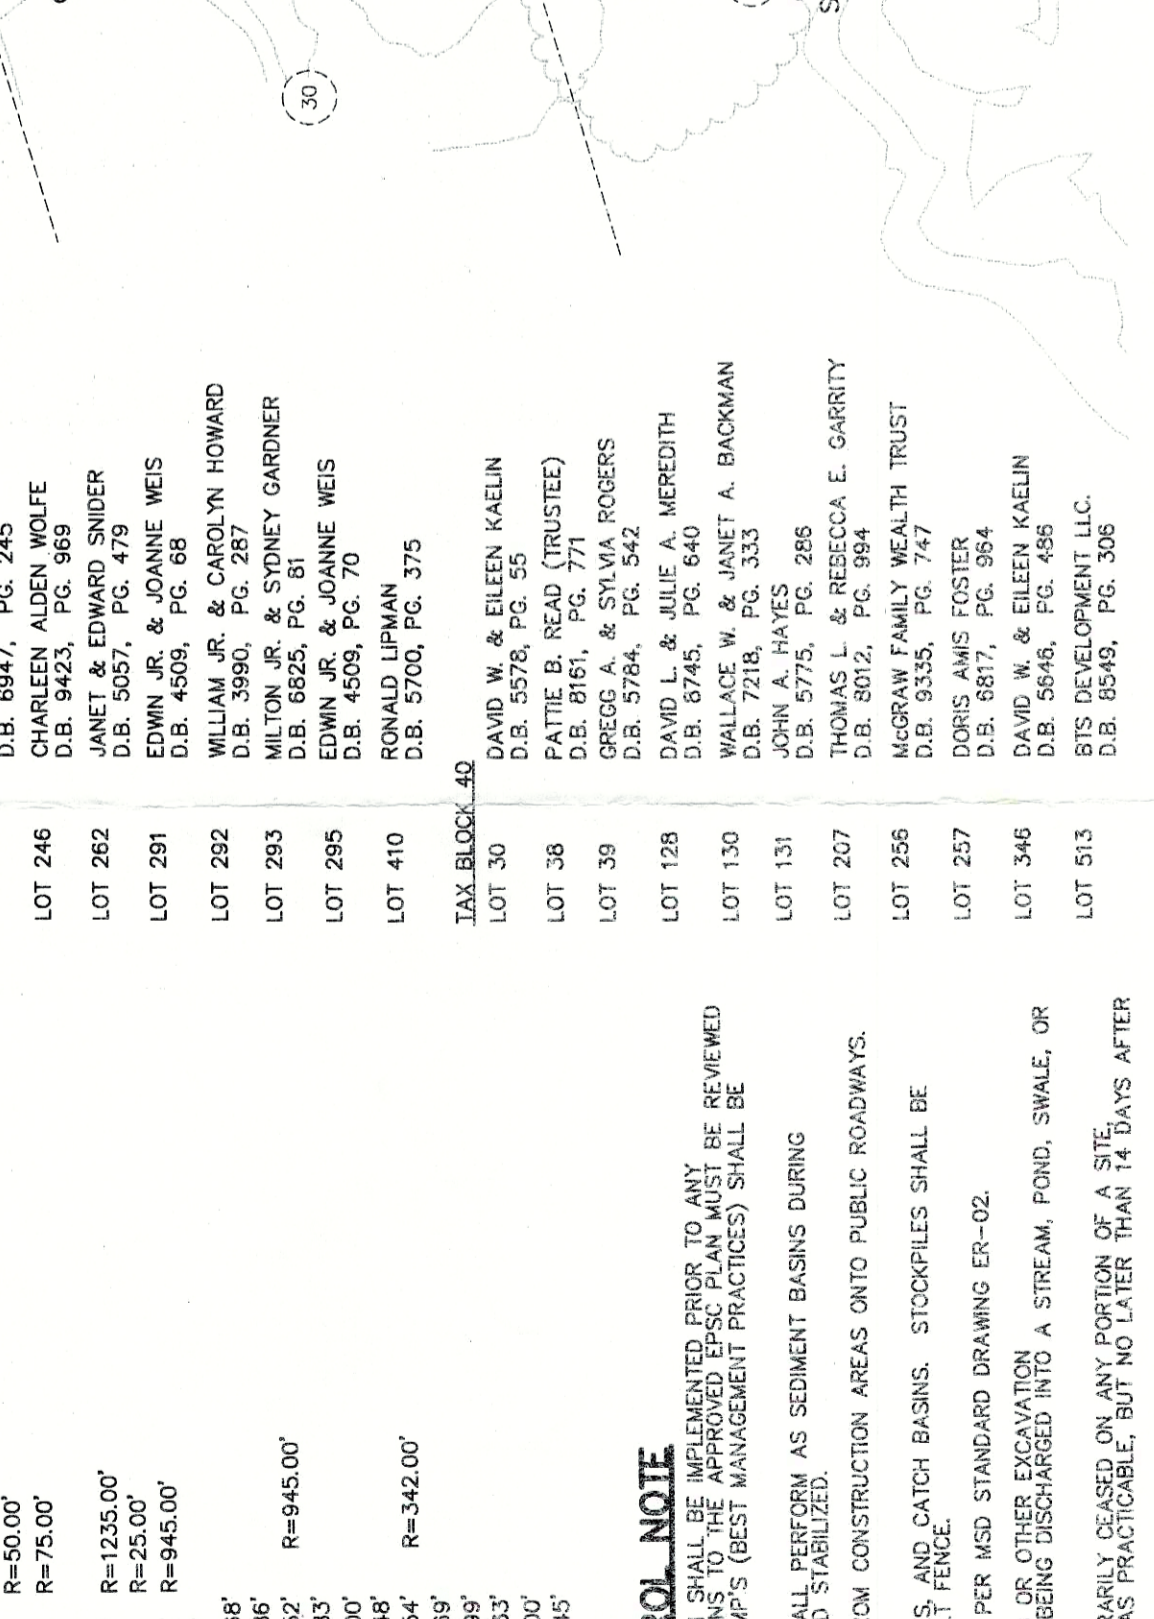 D.B. 6947, PG. 245
LOT 246 CHARLEEN ALDEN WOLFE
D.B. 9423, PG. 969
LOT 262 JANET & EDWARD SNIDER
D.B. 5057, PG. 479
LOT 291 EDWIN JR. & JOANNE WEIS
D.B. 4509, PG. 68
LOT 292 WILLIAM JR. & CAROLYN HOWARD
D.B. 3990, PG. 287
LOT 293 MILTON JR. & SYDNEY GARDNER
D.B. 6825, PG. 81
LOT 295 EDWIN JR. & JOANNE WEIS
D.B. 4509, PG. 70
LOT 410 RONALD LIPMAN
D.B. 5700, PG. 375
TAX BLOCK 40
LOT 30 DAVID W. & EILEEN KAELIN
D.B. 5578, PG. 55
LOT 38 PATTIE B. READ (TRUSTEE)
D.B. 8161, PG. 771
LOT 39 GREGG A. & SYLVIA ROGERS
D.B. 5784, PG. 542
LOT 128 DAVID L. & JULIE A. MEREDITH
D.B. 6745, PG. 640
LOT 130 WALLACE W. & JANET A. BACKMAN
D.B. 7218, PG. 333
LOT 131 JOHN A. HAYES
D.B. 5775, PG. 286
LOT 207 THOMAS L. & REBECCA E. GARRITY
D.B. 8012, PG. 994
LOT 256 McGRAW FAMILY WEALTH TRUST
D.B. 9335, PG. 747
LOT 257 DORIS AMIS FOSTER
D.B. 6817, PG. 964
LOT 346 DAVID W. & EILEEN KAELIN
D.B. 5646, PG. 486
LOT 513 BTS DEVELOPMENT LLC.
D.B. 8549, PG. 306
30
R=50.00'
R=75.00'
R=1235.00'
R=25.00'
R=945.00'
R=945.00'
R=342.00'
ROL NOTE
SHALL BE IMPLEMENTED PRIOR TO ANY
NS TO THE APPROVED EPSC PLAN MUST BE REVIEWED
MP'S (BEST MANAGEMENT PRACTICES) SHALL BE
ALL PERFORM AS SEDIMENT BASINS DURING
D STABILIZED.
OM CONSTRUCTION AREAS ONTO PUBLIC ROADWAYS.
S, AND CATCH BASINS. STOCKPILES SHALL BE
T FENCE.
PER MSD STANDARD DRAWING ER-02.
OR OTHER EXCAVATION
BEING DISCHARGED INTO A STREAM, POND, SWALE, OR
RARILY CEASED ON ANY PORTION OF A SITE,
AS PRACTICABLE, BUT NO LATER THAN 14 DAYS AFTER